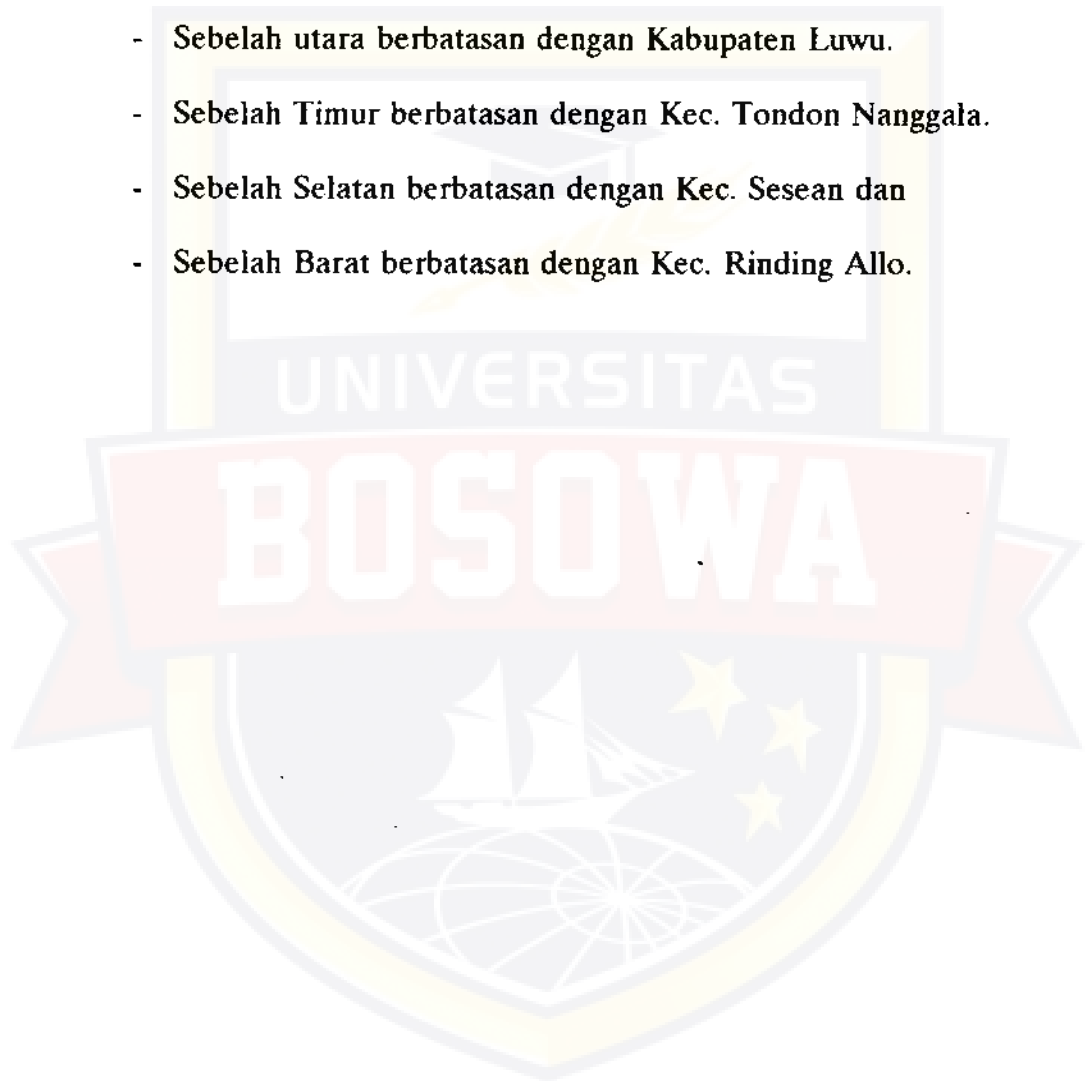 - Sebelah utara berbatasan dengan Kabupaten Luwu.
- Sebelah Timur berbatasan dengan Kec. Tondon Nanggala.
- Sebelah Selatan berbatasan dengan Kec. Sesean dan
- Sebelah Barat berbatasan dengan Kec. Rinding Allo.
UNIVERSITAS
BOSOWA